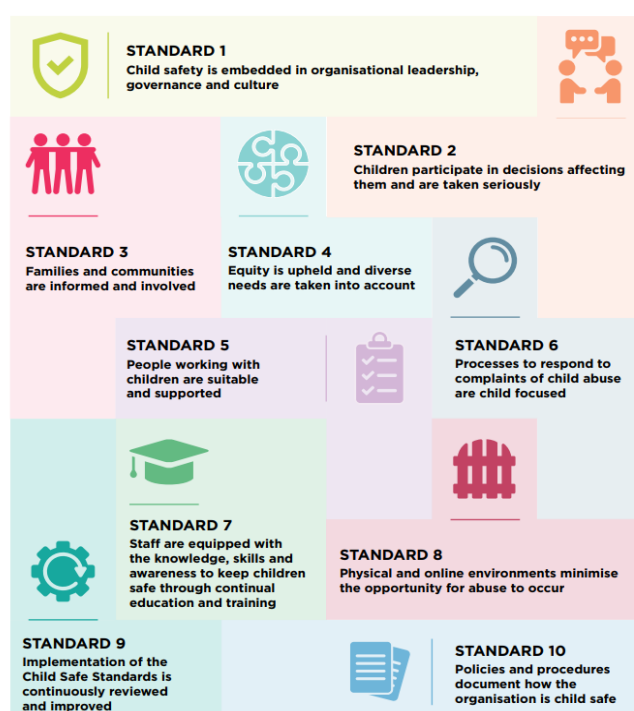 STANDARD 1
Child safety is embedded in organisational leadership,
governance and culture
STANDARD 2
Children participate in decisions affecting
them and are taken seriously
STANDARD 3
Families and communities
are informed and involved
STANDARD 4
Equity is upheld and diverse
needs are taken into account
STANDARD 5
People working with
children are suitable
and supported
STANDARD 6
Processes to respond to
complaints of child abuse
are child focused
STANDARD 7
Staff are equipped with
the knowledge, skills and
awareness to keep children
safe through continual
education and training
STANDARD 8
Physical and online environments minimise
the opportunity for abuse to occur
STANDARD 9
Implementation of the
Child Safe Standards is
continuously reviewed
and improved
STANDARD 10
Policies and procedures
document how the
organisation is child safe